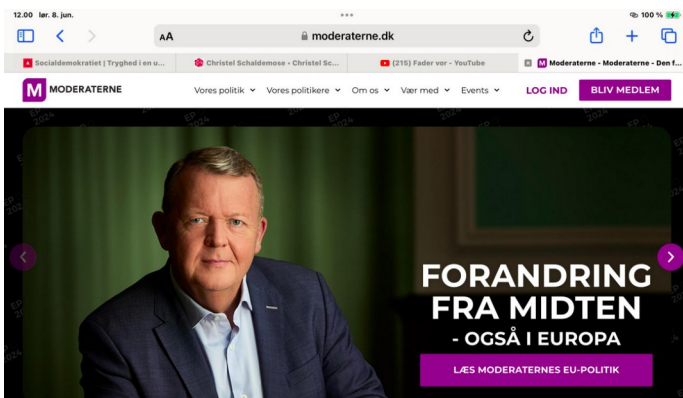 12.00 lør. 8. jun.
100 %
AA
moderaterne.dk
Socialdemokratiet | Tryghed i en u...
Christel Schaldemose • Christel Sc...
(215) Fader vor - YouTube
Moderaterne - Moderaterne - Den f...
M MODERATERNE
Vores politik
Vores politikere
Om os
Vær med
Events
LOG IND
BLIV MEDLEM
EP
2024
FORANDRING
FRA MIDTEN
- OGSÅ I EUROPA
LÆS MODERATERNES EU-POLITIK